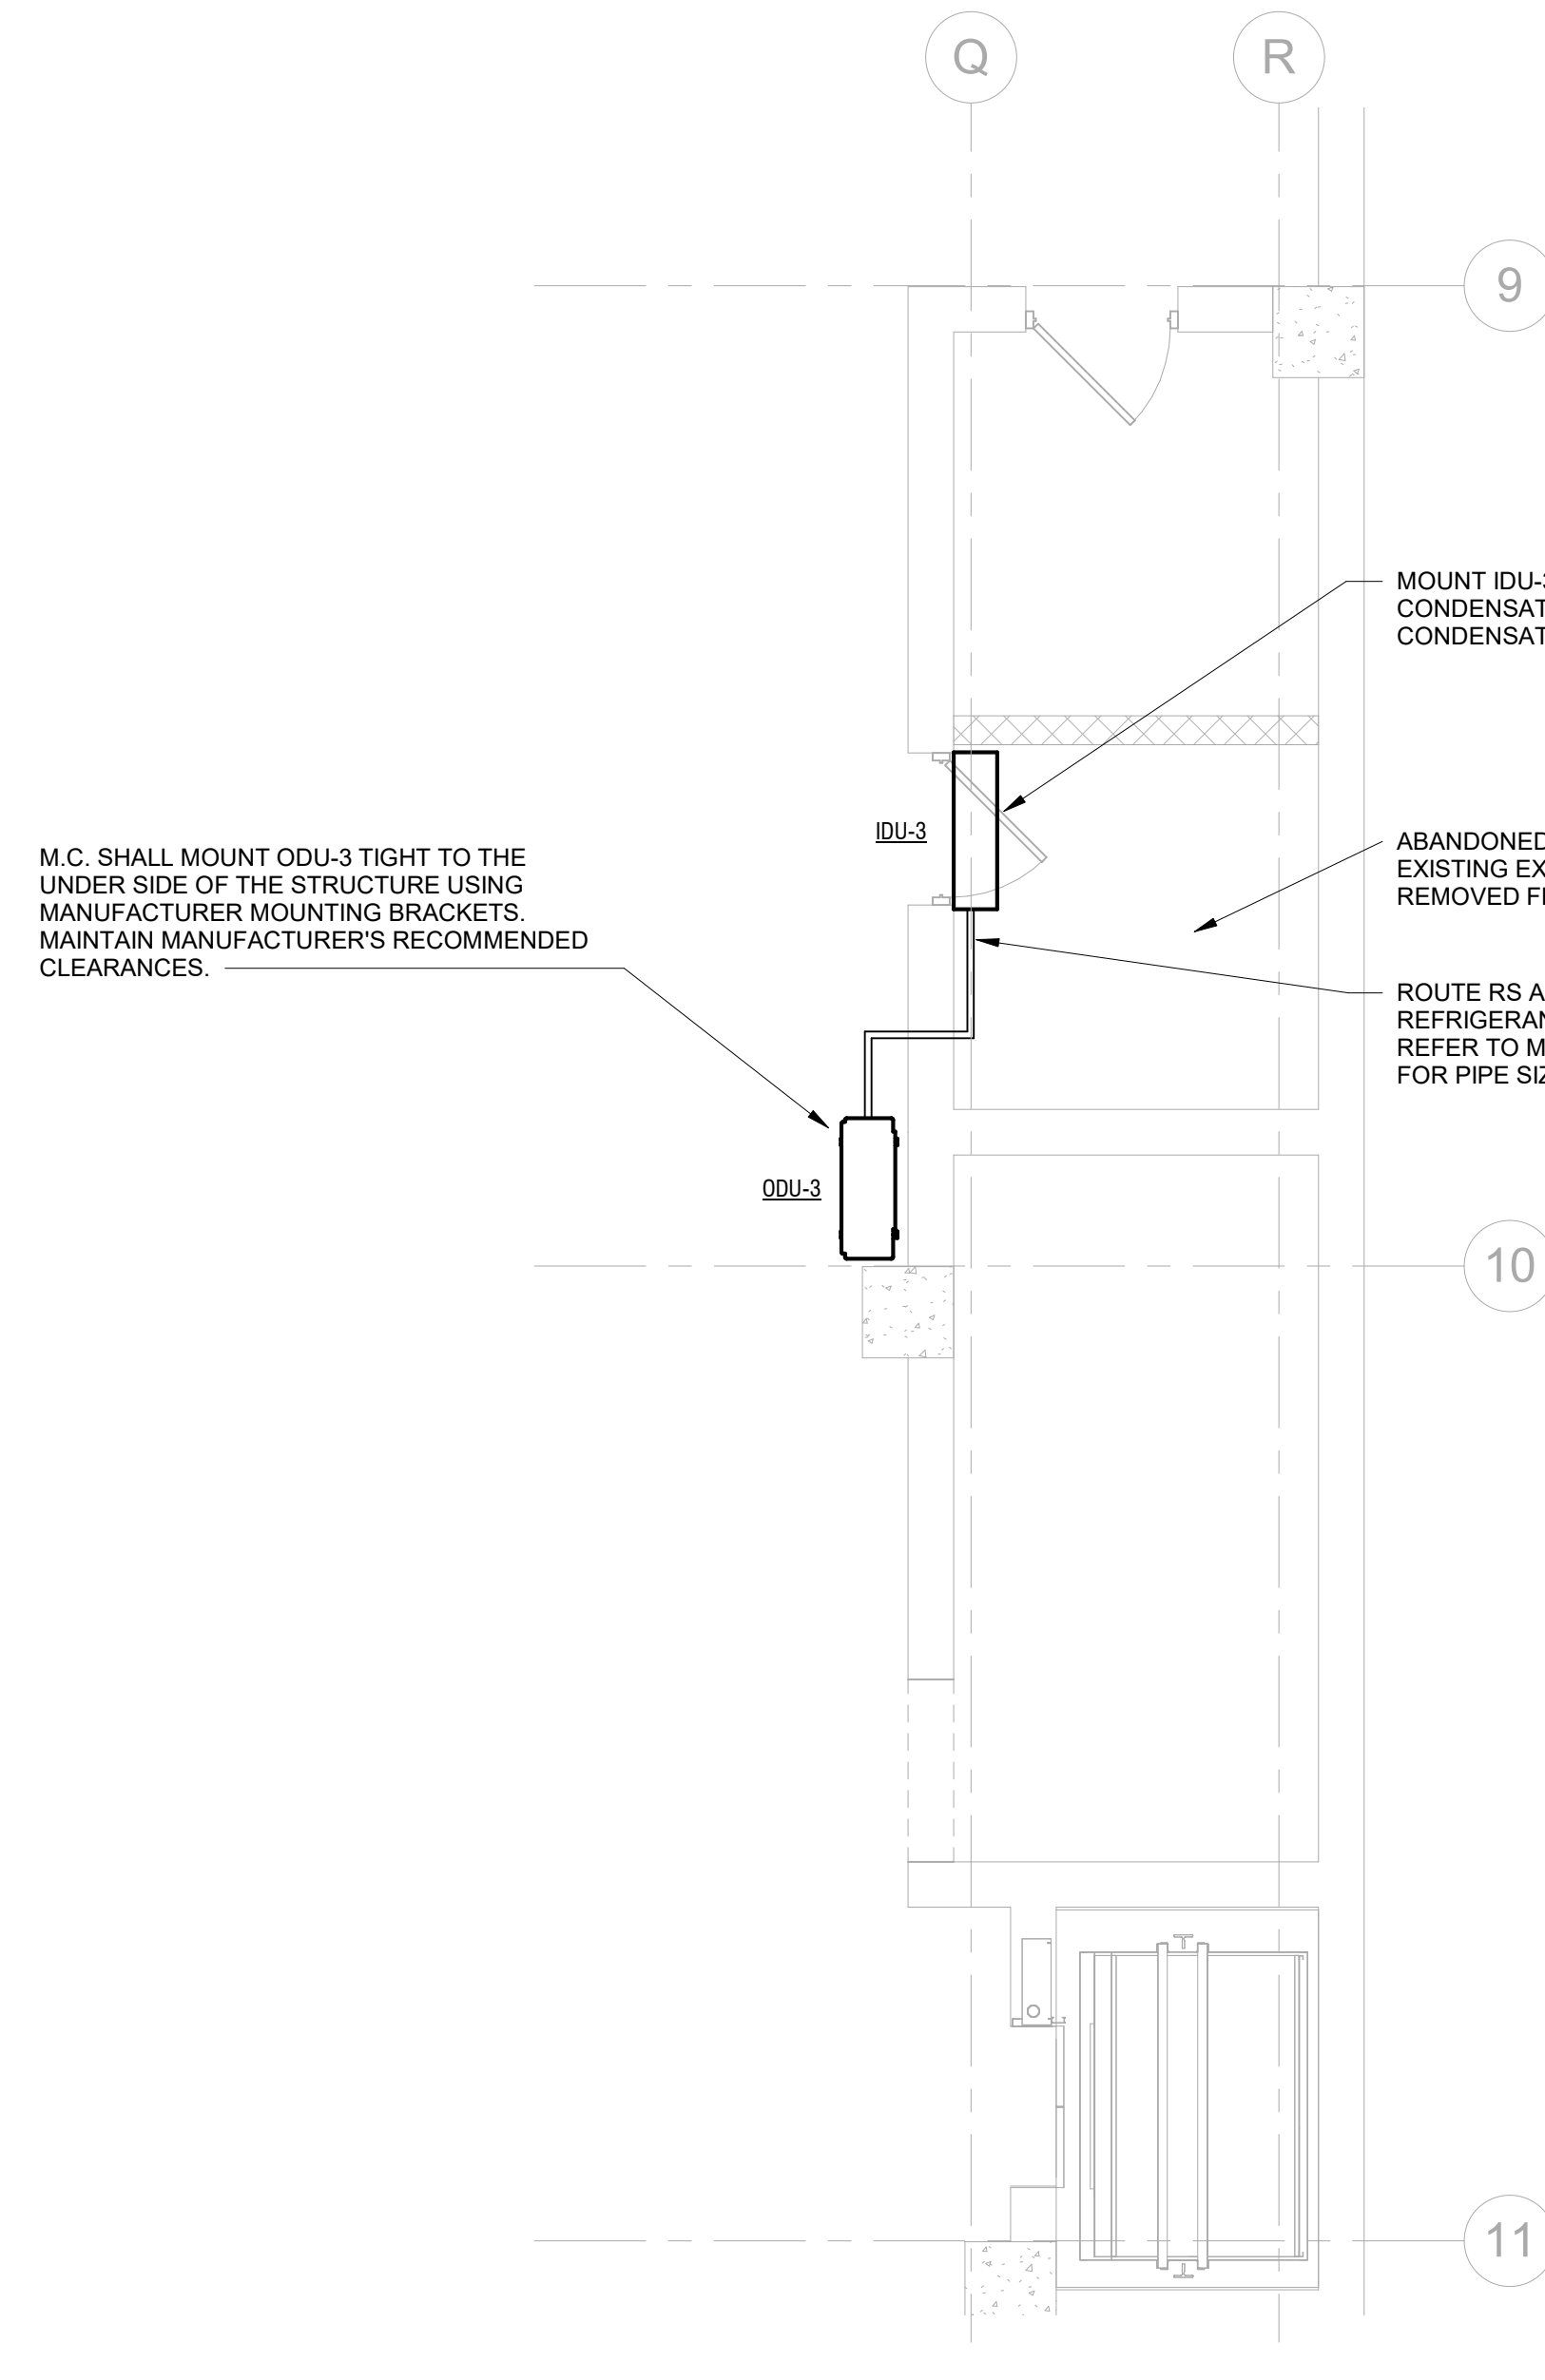 Q
R
9
MOUNT IDU-
CONDENSAT
CONDENSAT
IDU-3
M.C. SHALL MOUNT ODU-3 TIGHT TO THE
UNDER SIDE OF THE STRUCTURE USING
MANUFACTURER MOUNTING BRACKETS.
MAINTAIN MANUFACTURER'S RECOMMENDED
CLEARANCES.
ABANDONED
EXISTING EX
REMOVED F
ROUTE RS A
REFRIGERAN
REFER TO M
FOR PIPE SIZ
ODU-3
10
11